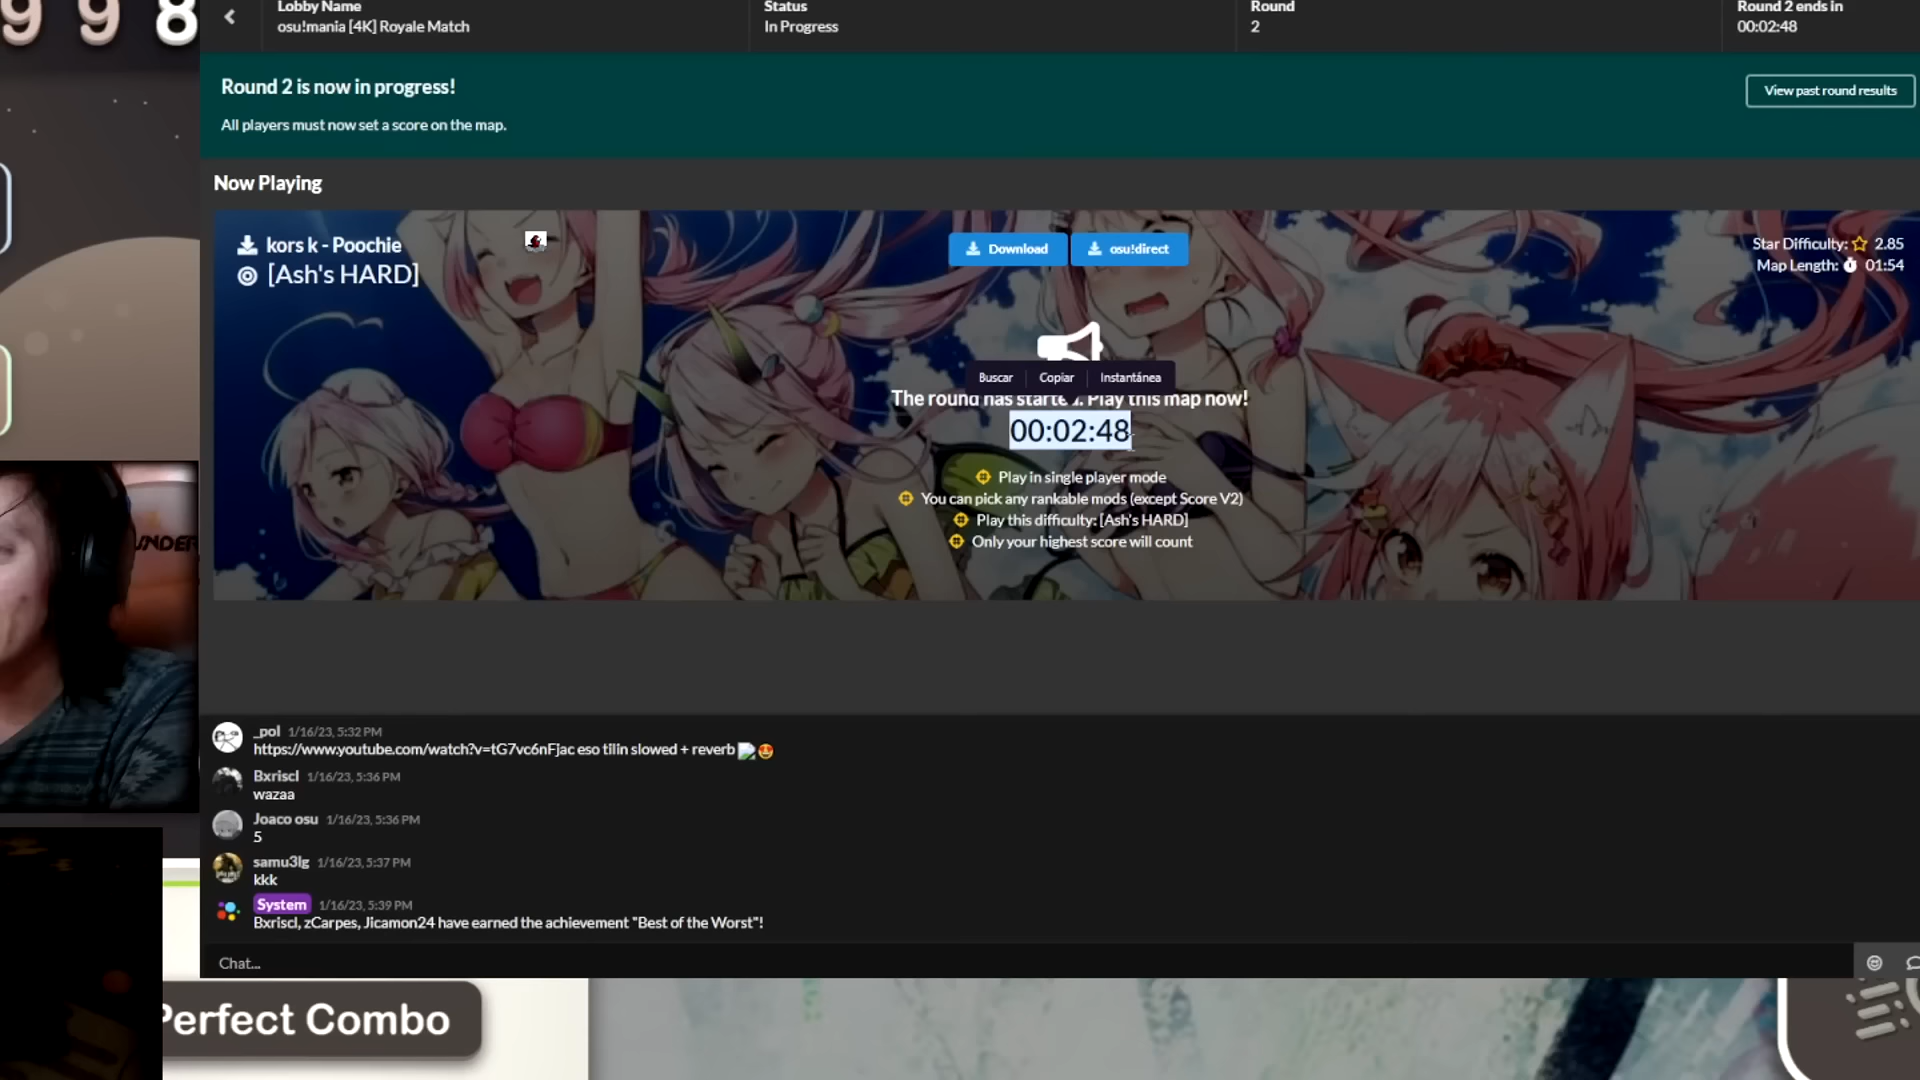 998
Lobby Name
osu!mania [4K] Royale Match
Status
In Progress
Round
2
Round 2 ends in
00:02:48
Round 2 is now in progress!
All players must now set a score on the map.
View past round results
Now Playing
kors k - Poochie
[Ash's HARD]
Download
osu!direct
Star Difficulty: 2.85
Map Length: 01:54
Buscar
Copiar
Instantánea
The round has started. Play this map now!
00:02:48
Play in single player mode
You can pick any rankable mods (except Score V2)
Play this difficulty: [Ash's HARD]
Only your highest score will count
UNDER
_pol 1/16/23, 5:32 PM
https://www.youtube.com/watch?v=tG7vc6nFjac eso tilin slowed + reverb 😍
Bxriscl 1/16/23, 5:36 PM
wazaa
Joaco osu 1/16/23, 5:36 PM
5
samu3lg 1/16/23, 5:37 PM
kkk
System 1/16/23, 5:39 PM
Bxriscl, zCarpes, Jicamon24 have earned the achievement "Best of the Worst"!
Chat...
Perfect Combo